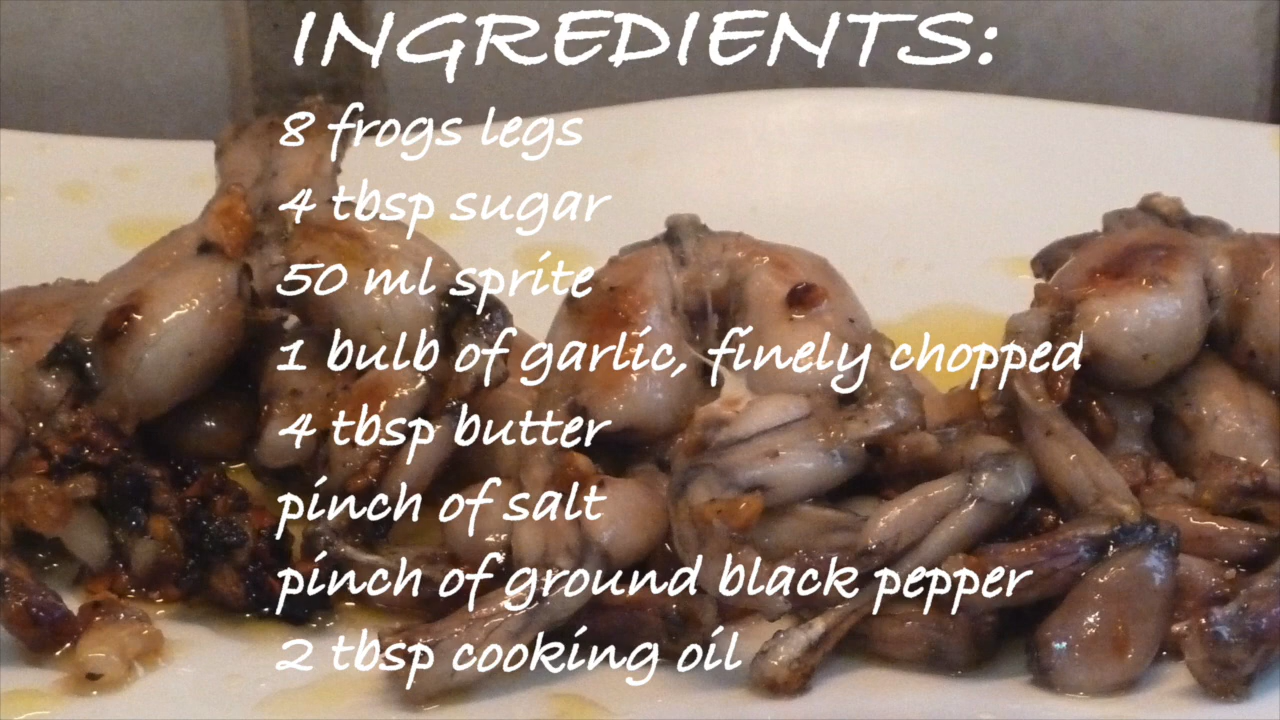 INGREDIENTS:
8 frogs legs
4 tbsp sugar
50 ml sprite
1 bulb of garlic, finely chopped
4 tbsp butter
pinch of salt
pinch of ground black pepper
2 tbsp cooking oil